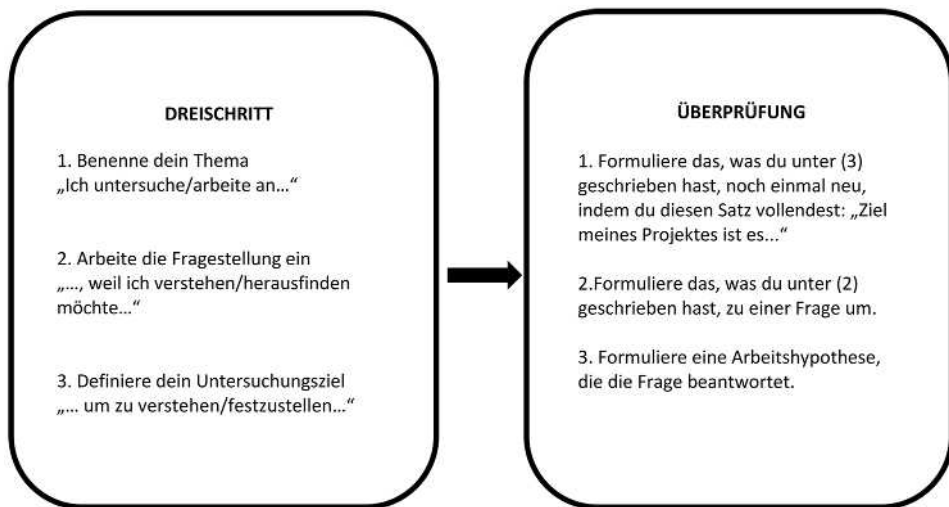 DREISCHRITT
1. Benenne dein Thema
„Ich untersuche/arbeite an...“
2. Arbeite die Fragestellung ein
„..., weil ich verstehen/herausfinden
möchte...“
3. Definiere dein Untersuchungsziel
„... um zu verstehen/festzustellen...“
ÜBERPRÜFUNG
1. Formuliere das, was du unter (3)
geschrieben hast, noch einmal neu,
indem du diesen Satz vollendest: „Ziel
meines Projektes ist es...“
2.Formuliere das, was du unter (2)
geschrieben hast, zu einer Frage um.
3. Formuliere eine Arbeitshypothese,
die die Frage beantwortet.